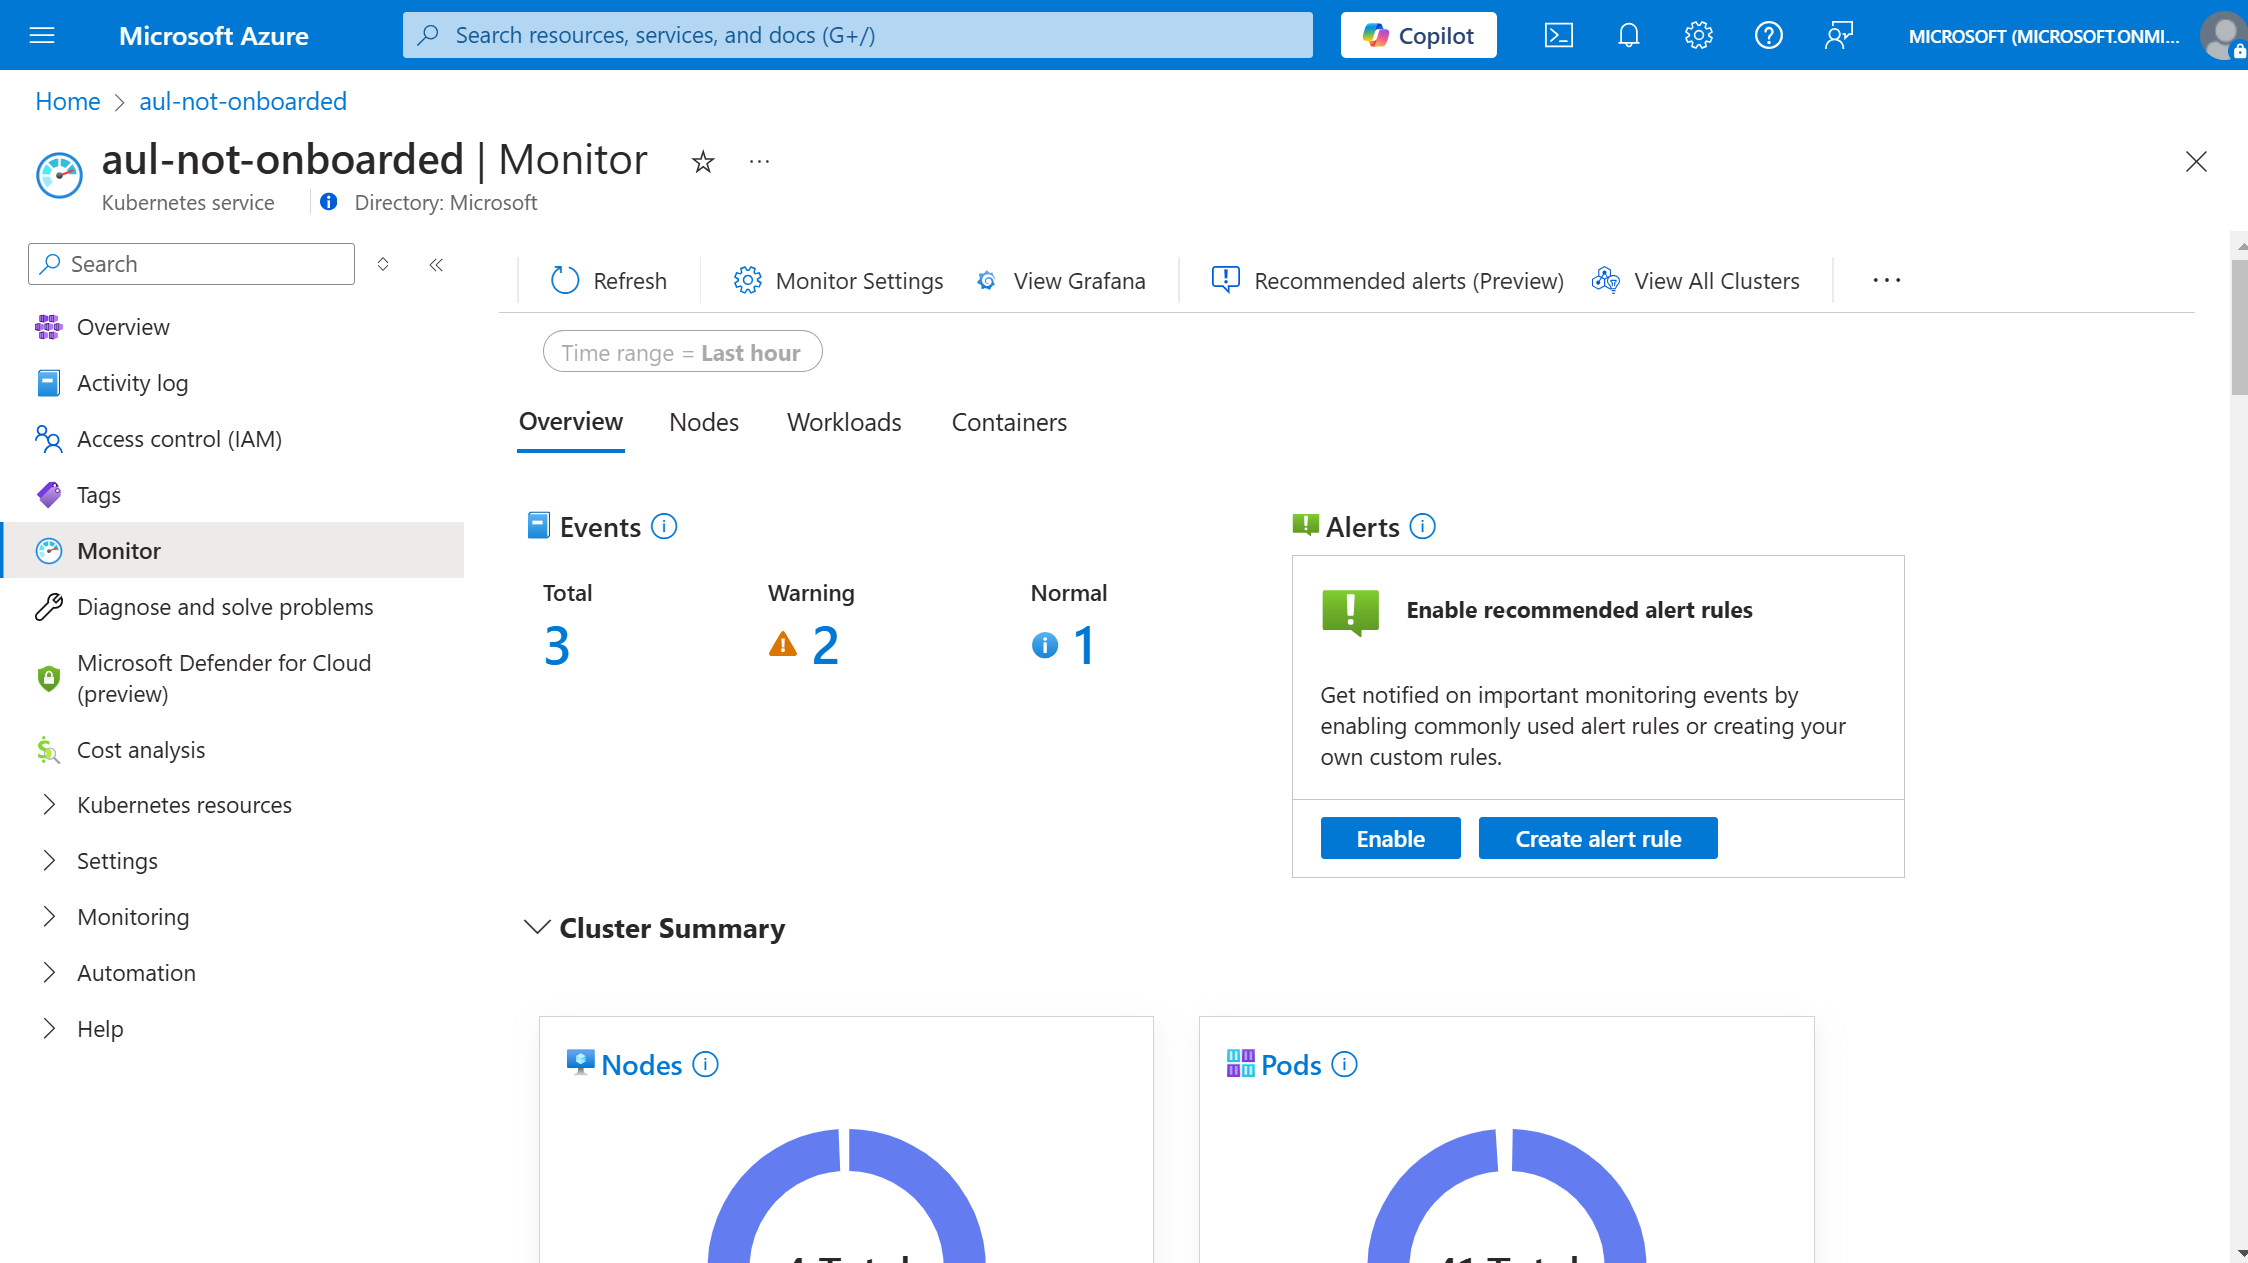 Microsoft Azure
Search resources, services, and docs (G+/)
Copilot
MICROSOFT (MICROSOFT.ONMI...
Home > aul-not-onboarded
aul-not-onboarded | Monitor
Kubernetes service
Directory: Microsoft
Search
Overview
Activity log
Access control (IAM)
Tags
Monitor
Diagnose and solve problems
Microsoft Defender for Cloud
(preview)
Cost analysis
Kubernetes resources
Settings
Monitoring
Automation
Help
Refresh
Monitor Settings
View Grafana
Recommended alerts (Preview)
View All Clusters
Time range = Last hour
Overview
Nodes
Workloads
Containers
Events
Total
3
Warning
2
Normal
1
Alerts
Enable recommended alert rules
Get notified on important monitoring events by
enabling commonly used alert rules or creating your
own custom rules.
Enable
Create alert rule
Cluster Summary
Nodes
Pods